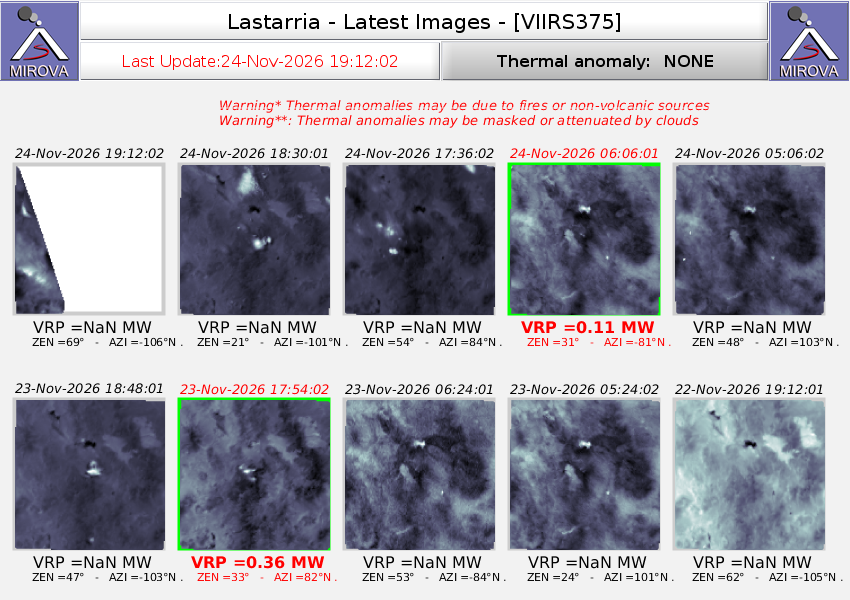 Lastarria - Latest Images - [VIIRS375]
MIROVA
Last Update:24-Nov-2026 19:12:02
Thermal anomaly: NONE
MIROVA
Warning* Thermal anomalies may be due to fires or non-volcanic sources
Warning**: Thermal anomalies may be masked or attenuated by clouds
24-Nov-2026 19:12:02
24-Nov-2026 18:30:01
24-Nov-2026 17:36:02
24-Nov-2026 06:06:01
24-Nov-2026 05:06:02
VRP =NaN MW
VRP =NaN MW
VRP =NaN MW
VRP =0.11 MW
VRP =NaN MW
ZEN =69° - AZI =-106°N .
ZEN =21° - AZI =-101°N .
ZEN =54° - AZI =84°N .
ZEN =31° - AZI =-81°N .
ZEN =48° - AZI =103°N .
23-Nov-2026 18:48:01
23-Nov-2026 17:54:02
23-Nov-2026 06:24:01
23-Nov-2026 05:24:02
22-Nov-2026 19:12:01
VRP =NaN MW
VRP =0.36 MW
VRP =NaN MW
VRP =NaN MW
VRP =NaN MW
ZEN =47° - AZI =-103°N .
ZEN =33° - AZI =82°N .
ZEN =53° - AZI =-84°N .
ZEN =24° - AZI =101°N .
ZEN =62° - AZI =-105°N .